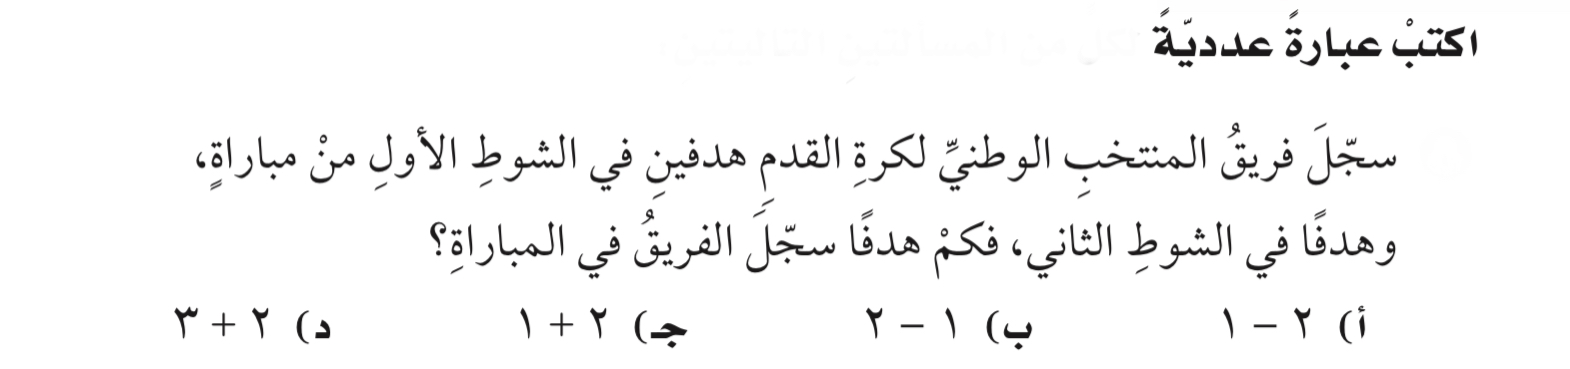 اكتبْ عبارةً عدديّةً
سجّلَ فريقُ المنتخبِ الوطنيِّ لكرةِ القدمِ هدفينِ في الشوطِ الأولِ منْ مباراةٍ،
وهدفًا في الشوطِ الثاني، فكمْ هدفًا سجّلَ الفريقُ في المباراةِ؟
أ) ٢ – ١ ب) ١ – ٢ جـ) ٢ + ١ د) ٢ + ٣